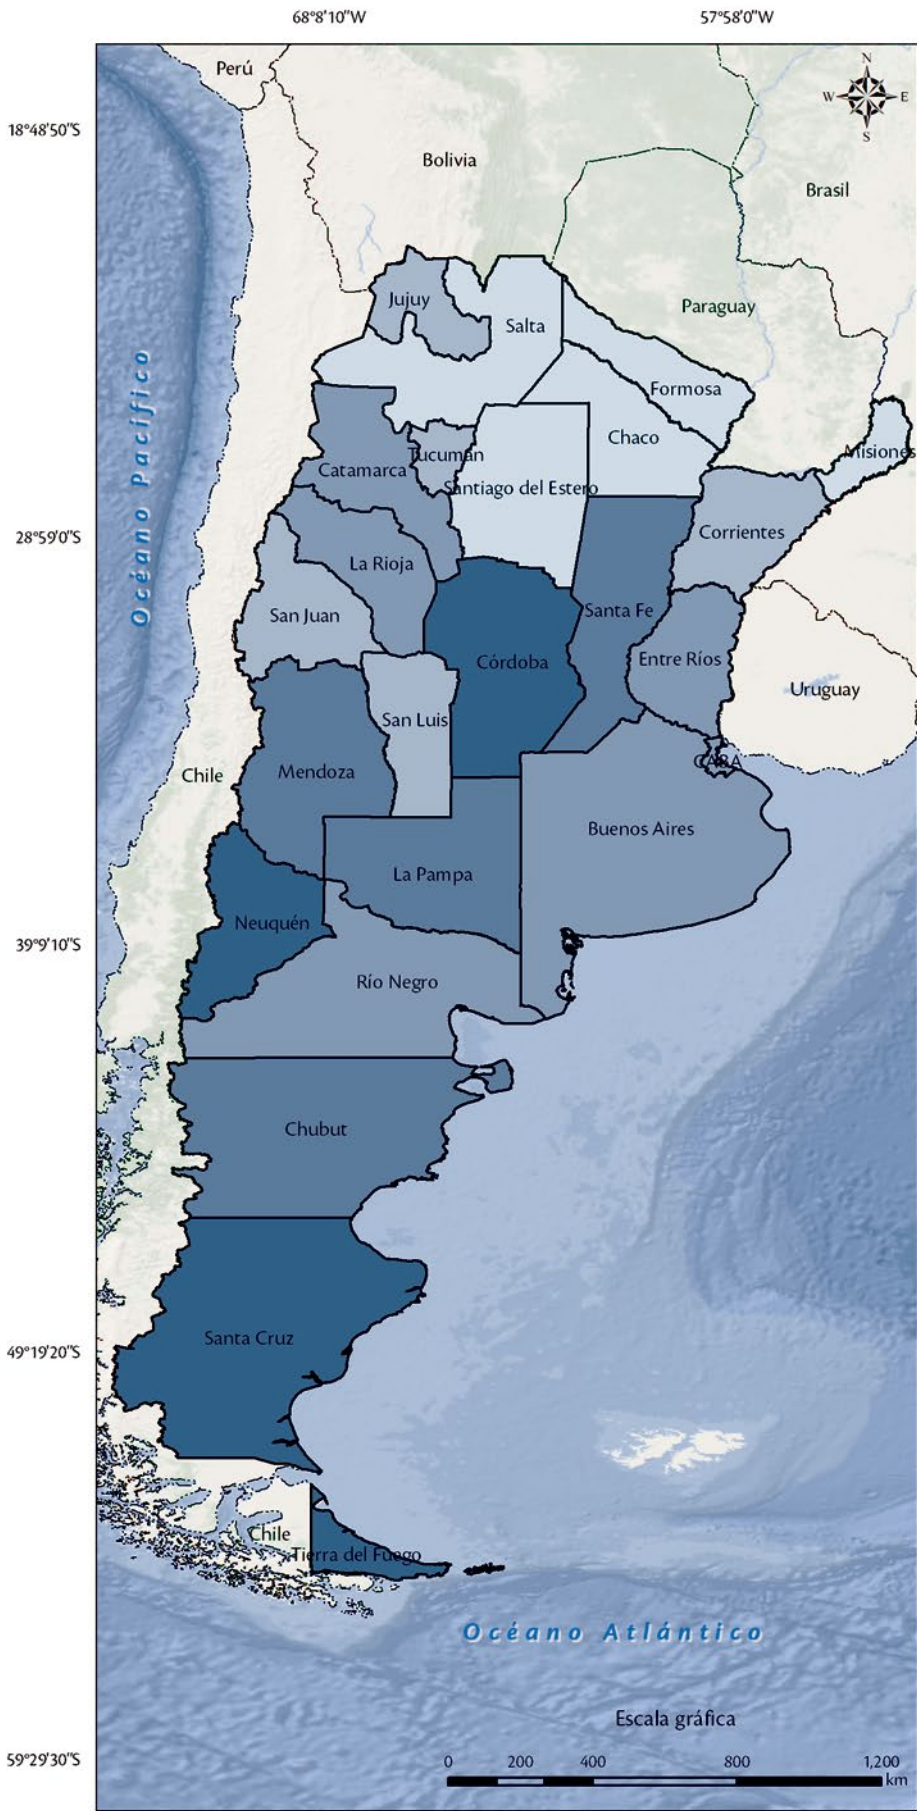 68°8'10"W 57°58'0"W
Perú
N
W E
S
18°48'50"S
Bolivia
Brasil
Jujuy
Paraguay
Salta
Océano Pacífico
Formosa
Chaco
Tucumán
Misiones
Catamarca
Santiago del Estero
Corrientes
28°59'0"S
La Rioja
San Juan
Santa Fe
Entre Ríos
Córdoba
Uruguay
San Luis
CABA
Mendoza
Chile
Buenos Aires
La Pampa
Neuquén
39°9'10"S
Río Negro
Chubut
Santa Cruz
49°19'20"S
Chile
Tierra del Fuego
Océano Atlántico
Escala gráfica
59°29'30"S
0 200 400 800 1,200
km